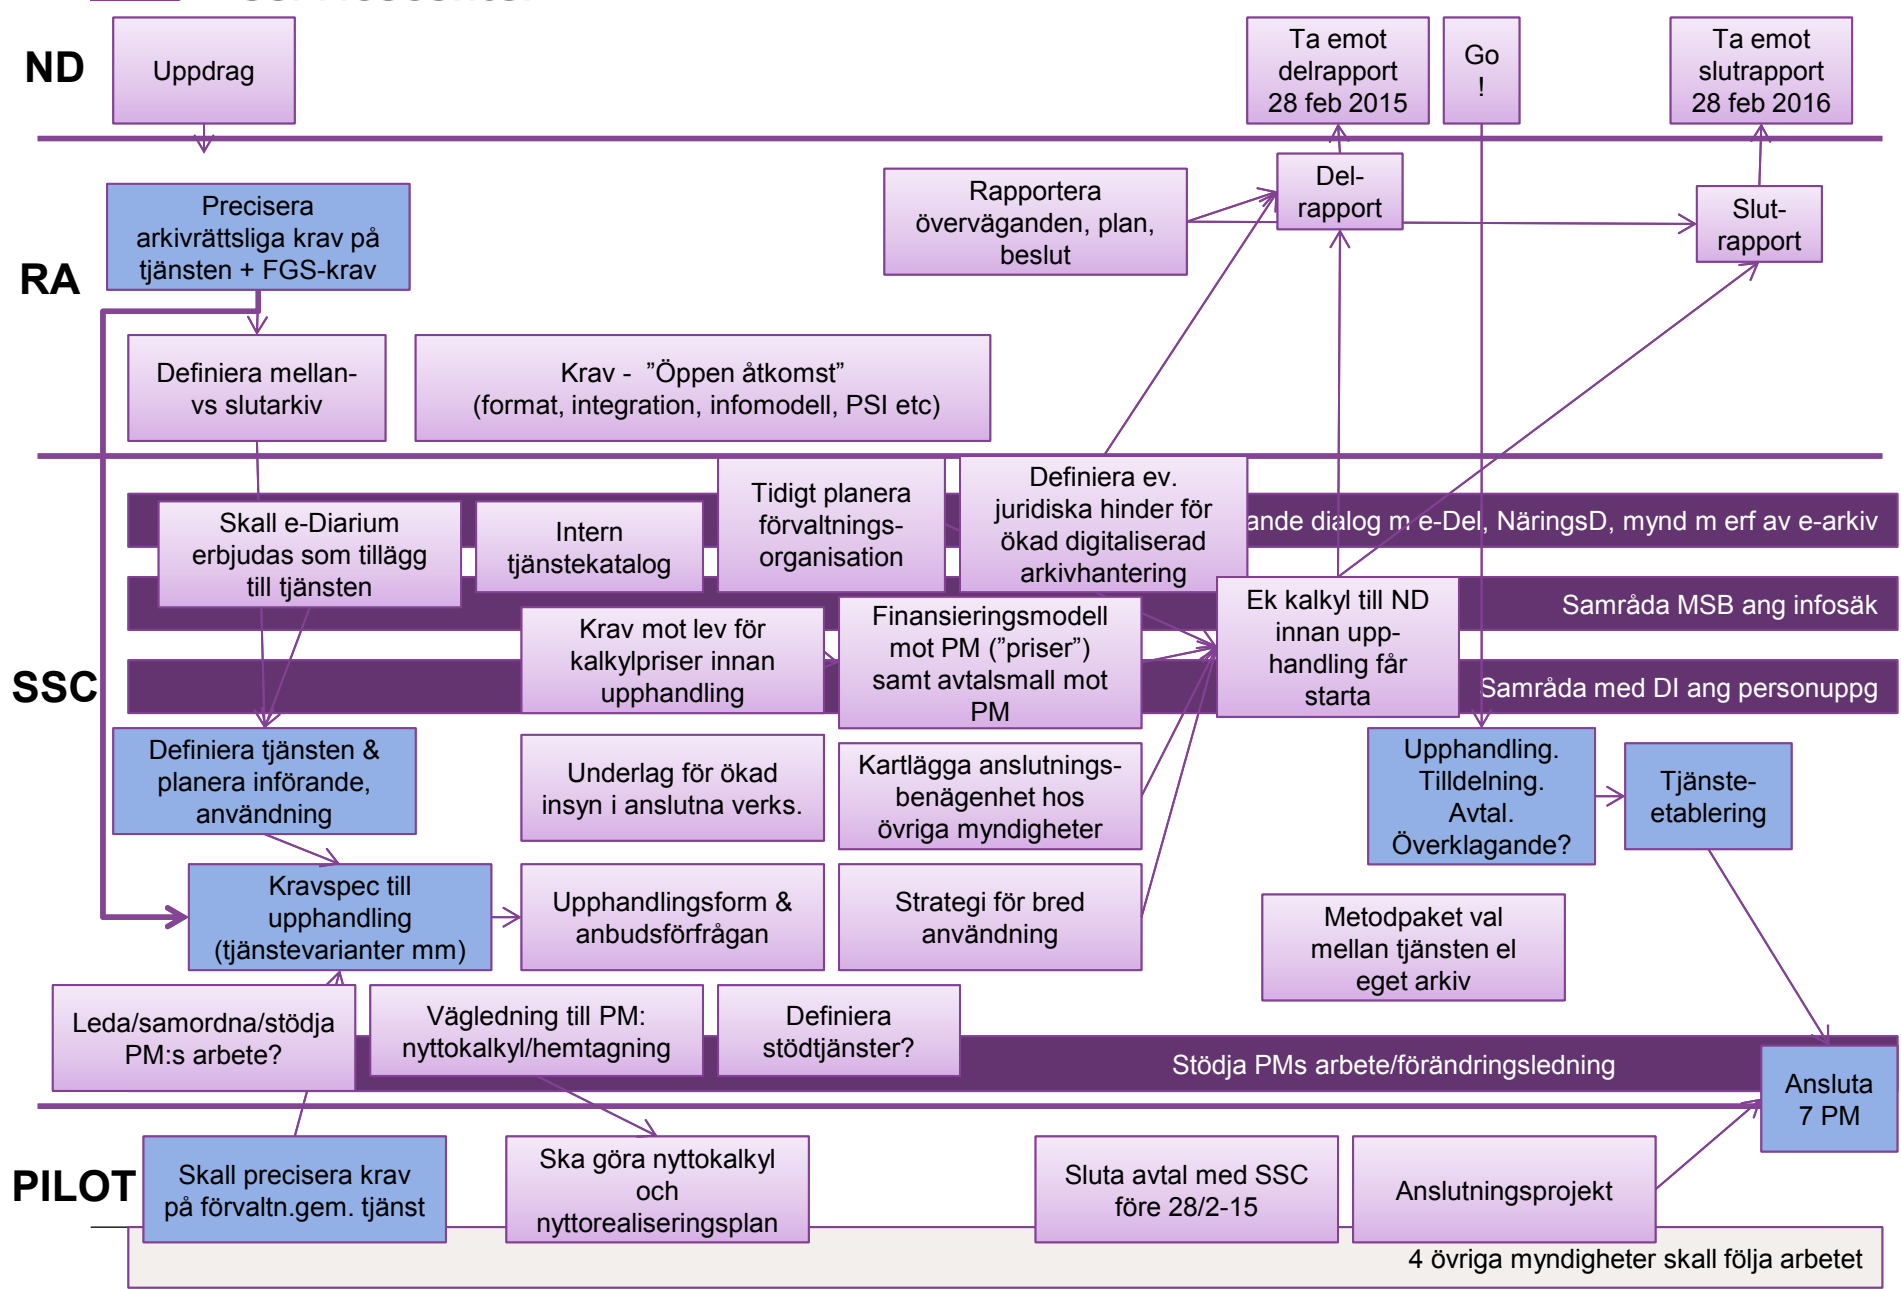 ND
Uppdrag
Ta emot
delrapport
28 feb 2015
Go
!
Ta emot
slutrapport
28 feb 2016
RA
Precisera
arkivrättsliga krav på
tjänsten + FGS-krav
Rapportera
överväganden, plan,
beslut
Del-
rapport
Slut-
rapport
Definiera mellan-
vs slutarkiv
Krav -  ”Öppen åtkomst”
(format, integration, infomodell, PSI etc)
SSC
Skall e-Diarium
erbjudas som tillägg
till tjänsten
Intern
tjänstekatalog
Tidigt planera
förvaltnings-
organisation
Definiera ev.
juridiska hinder för
ökad digitaliserad
arkivhantering
ande dialog m e-Del, NäringsD, mynd m erf av e-arkiv
Samråda MSB ang infosäk
Samråda med DI ang personuppg
Krav mot lev för
kalkylpriser innan
upphandling
Finansieringsmodell
mot PM (”priser”)
samt avtalsmall mot
PM
Ek kalkyl till ND
innan upp-
handling får
starta
Definiera tjänsten &
planera införande,
användning
Underlag för ökad
insyn i anslutna verks.
Kartlägga anslutnings-
benägenhet hos
övriga myndigheter
Upphandling.
Tilldelning.
Avtal.
Överklagande?
Tjänste-
etablering
Kravspec till
upphandling
(tjänstevarianter mm)
Upphandlingsform &
anbudsförfrågan
Strategi för bred
användning
Metodpaket val
mellan tjänsten el
eget arkiv
Leda/samordna/stödja
PM:s arbete?
Vägledning till PM:
nyttokalkyl/hemtagning
Definiera
stödtjänster?
Stödja PMs arbete/förändringsledning
Ansluta
7 PM
PILOT
Skall precisera krav
på förvaltn.gem. tjänst
Ska göra nyttokalkyl
och
nyttorealiseringsplan
Sluta avtal med SSC
före 28/2-15
Anslutningsprojekt
4 övriga myndigheter skall följa arbetet